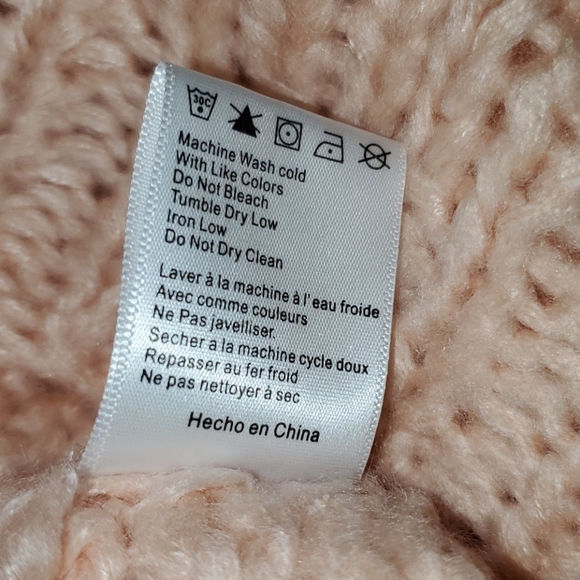 30C
Machine Wash cold
With Like Colors
Do Not Bleach
Tumble Dry Low
Iron Low
Do Not Dry Clean
Laver à la machine à l'eau froide
Avec comme couleurs
Ne Pas javelliser.
Secher a la machine cycle doux
Repasser au fer froid
Ne pas nettoyer à sec
Hecho en China